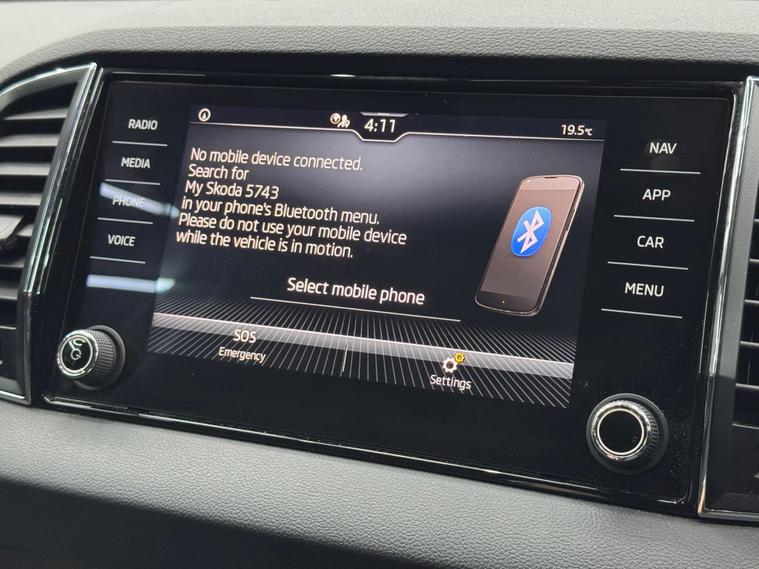 RADIO
MEDIA
PHONE
VOICE
4:11
19.5°C
No mobile device connected.
Search for
My Skoda 5743
in your phone's Bluetooth menu.
Please do not use your mobile device
while the vehicle is in motion.
Select mobile phone
SOS
Emergency
Settings
NAV
APP
CAR
MENU